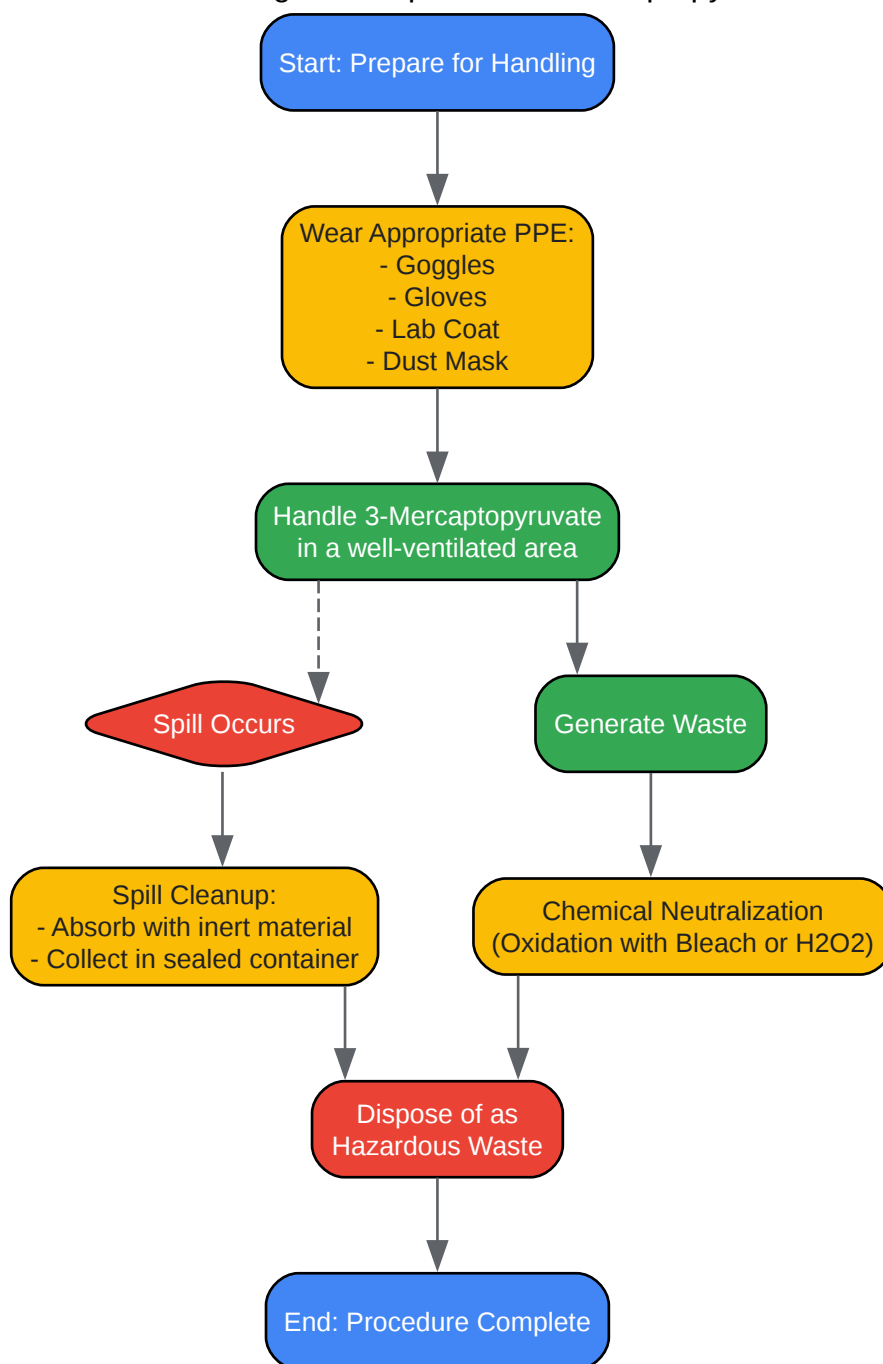 Start: Prepare for Handling
Wear Appropriate PPE:
- Goggles
- Gloves
- Lab Coat
- Dust Mask
Handle 3-Mercaptopyruvate
in a well-ventilated area
Spill Occurs
Generate Waste
Spill Cleanup:
- Absorb with inert material
- Collect in sealed container
Chemical Neutralization
(Oxidation with Bleach or H2O2)
Dispose of as
Hazardous Waste
End: Procedure Complete